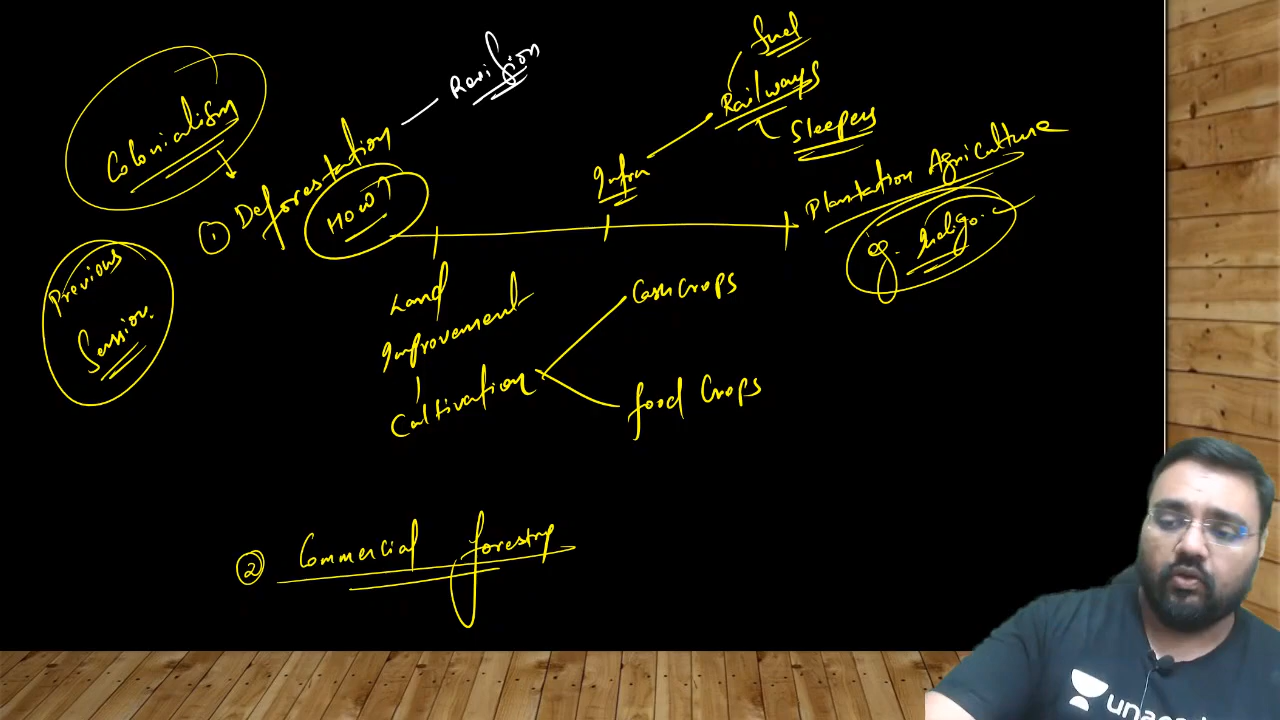 Colonialism
① Deforestation
Revision
How?
Previous
Session.
Land
Improvement
Cultivation
Cash Crops
food Crops
Infra
Railways
fuel
Sleepers
Plantation Agriculture
eg. Indigo.
② Commercial forestry
una